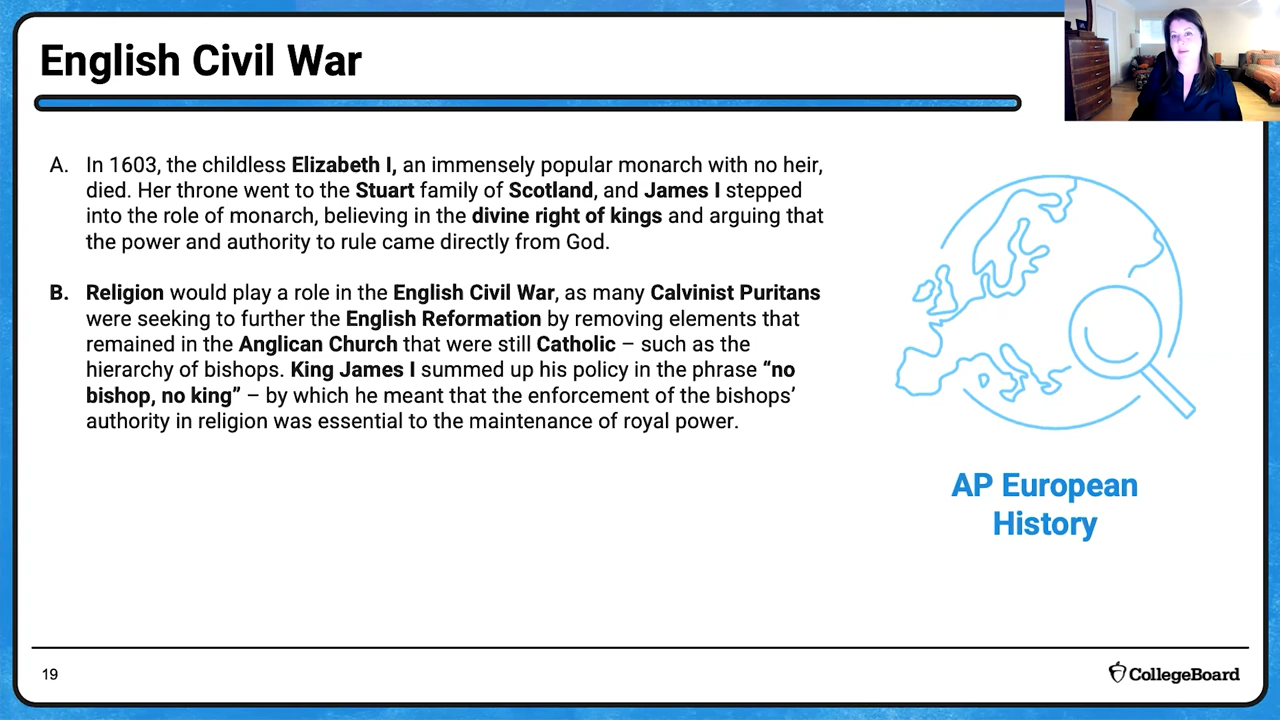 English Civil War
A. In 1603, the childless Elizabeth I, an immensely popular monarch with no heir,
died. Her throne went to the Stuart family of Scotland, and James I stepped
into the role of monarch, believing in the divine right of kings and arguing that
the power and authority to rule came directly from God.
B. Religion would play a role in the English Civil War, as many Calvinist Puritans
were seeking to further the English Reformation by removing elements that
remained in the Anglican Church that were still Catholic – such as the
hierarchy of bishops. King James I summed up his policy in the phrase “no
bishop, no king” – by which he meant that the enforcement of the bishops’
authority in religion was essential to the maintenance of royal power.
AP European
History
19
CollegeBoard